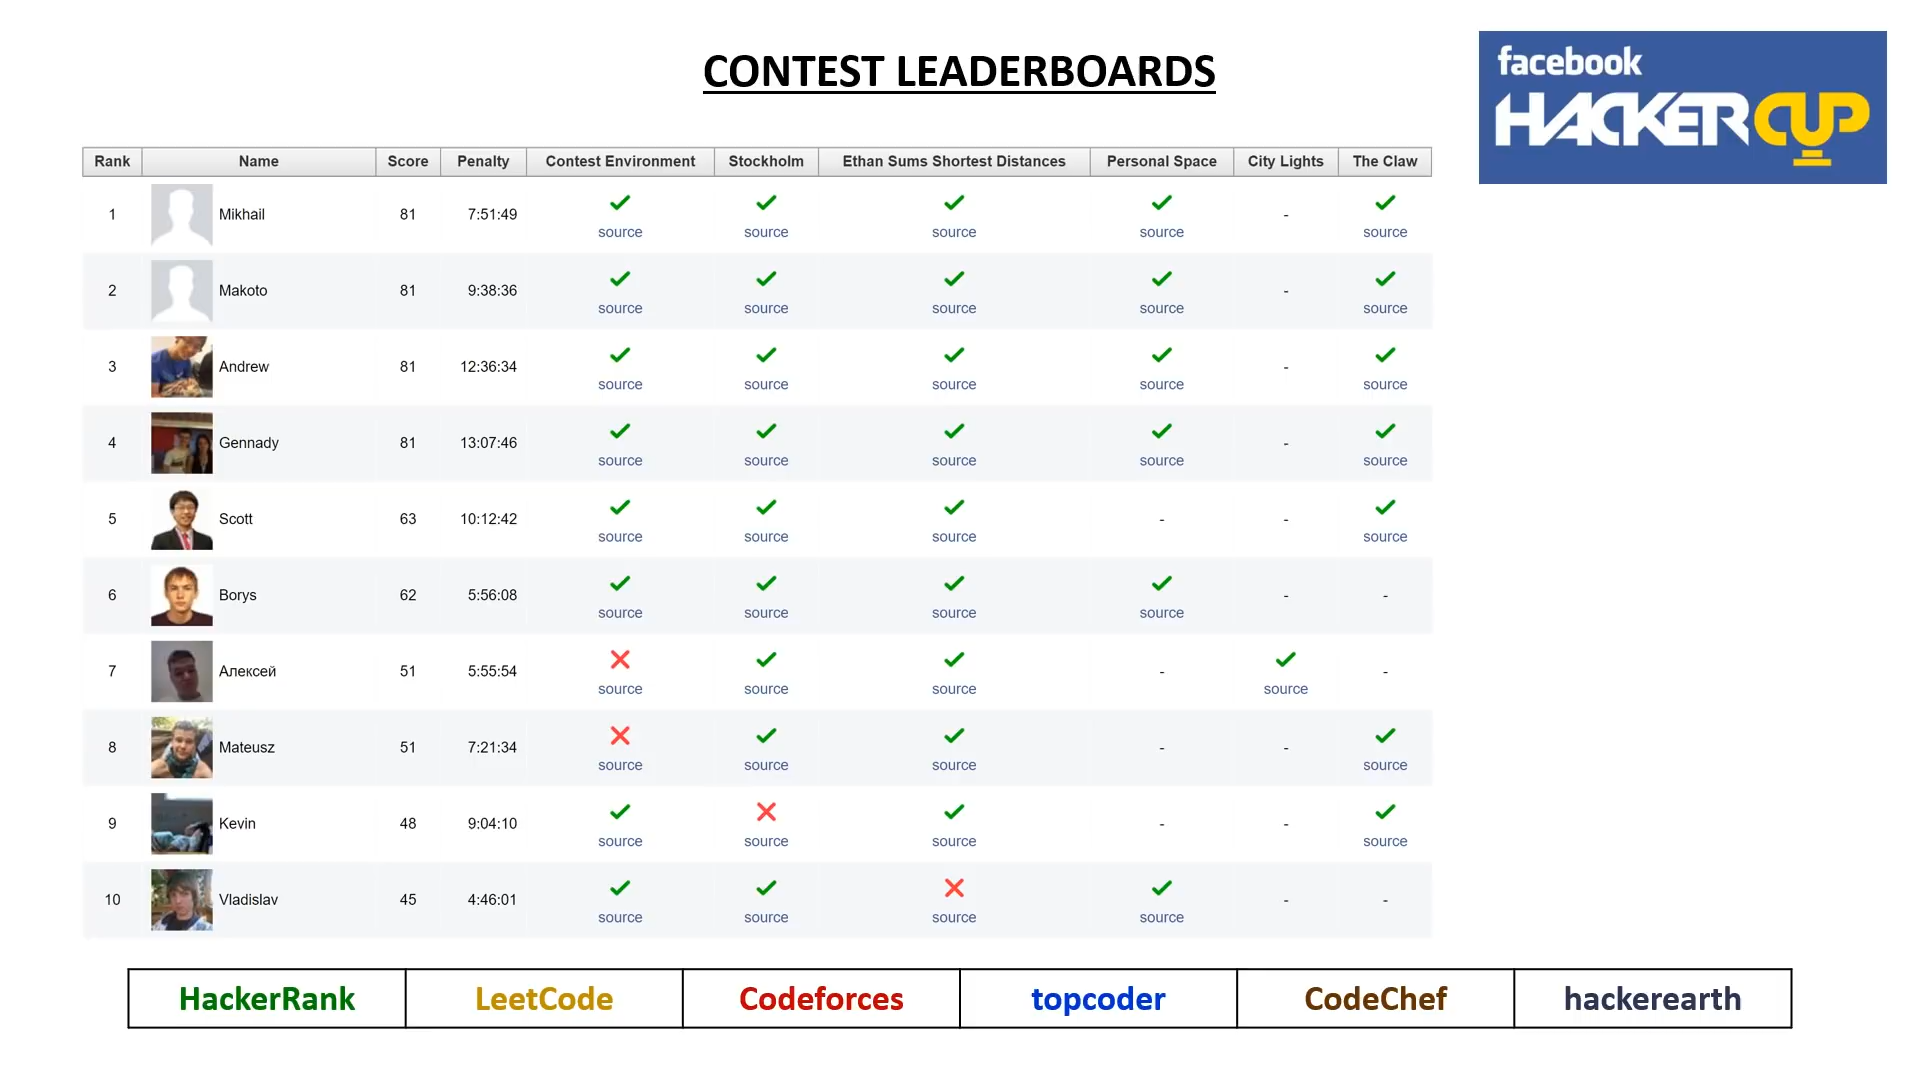 CONTEST LEADERBOARDS
facebook
HACKERCUP
Rank Name Score Penalty Contest Environment Stockholm Ethan Sums Shortest Distances Personal Space City Lights The Claw
1 Mikhail 81 7:51:49 - 
source source source source source
2 Makoto 81 9:38:36 -
source source source source source
3 Andrew 81 12:36:34 -
source source source source source
4 Gennady 81 13:07:46 -
source source source source source
5 Scott 63 10:12:42 - -
source source source source
6 Borys 62 5:56:08 - -
source source source source
7 Алексей 51 5:55:54 - -
source source source source
8 Mateusz 51 7:21:34 - -
source source source source
9 Kevin 48 9:04:10 - -
source source source source
10 Vladislav 45 4:46:01 - -
source source source source
HackerRank LeetCode Codeforces topcoder CodeChef hackerearth